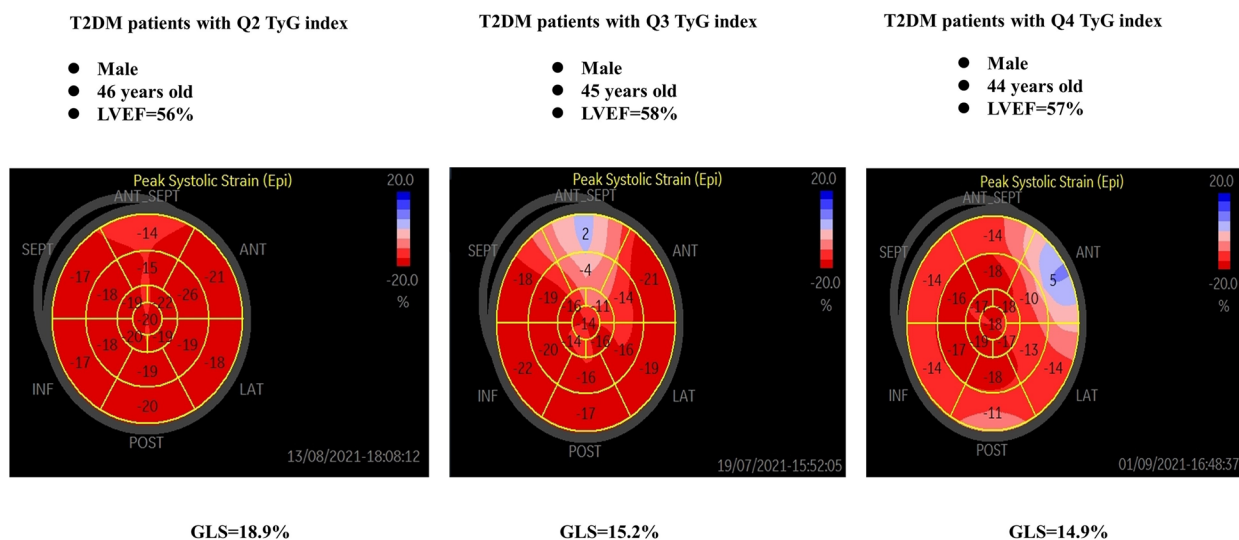 T2DM patients with Q2 TyG index
● Male
● 46 years old
● LVEF=56%
Peak Systolic Strain (Epi)
20.0
ANT_SEPT
SEPT
ANT
-20.0
%
-14
-17
-21
-15
-18
26
19
-22
-20
-20
19
-18
-19
-17
-18
-19
-20
INF
LAT
POST
13/08/2021-18:08:12
GLS=18.9%
T2DM patients with Q3 TyG index
● Male
● 45 years old
● LVEF=58%
Peak Systolic Strain (Epi)
20.0
ANT_SEPT
SEPT
ANT
-20.0
%
2
-18
-21
-4
-19
-14
16
-11
14
-14
-16
20
16
-22
-19
-16
-17
INF
LAT
POST
19/07/2021-15:52:05
GLS=15.2%
T2DM patients with Q4 TyG index
● Male
● 44 years old
● LVEF=57%
Peak Systolic Strain (Epi)
20.0
ANT_SEPT
SEPT
ANT
-20.0
%
-14
-14
5
-18
-16
-10
-17
-18
18
-19
-17
-17
-13
-14
-14
-18
-11
INF
LAT
POST
01/09/2021-16:48:37
GLS=14.9%